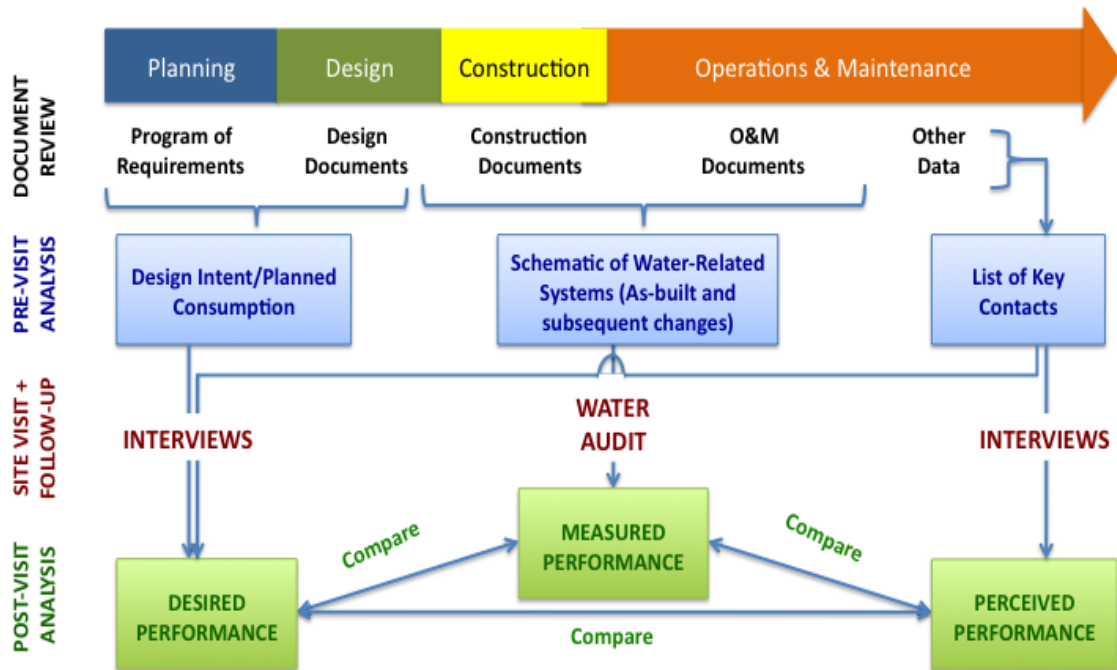 Planning
Design
Construction
Operations & Maintenance
DOCUMENT
REVIEW
Program of
Requirements
Design
Documents
Construction
Documents
O&M
Documents
Other
Data
PRE-VISIT
ANALYSIS
Design Intent/Planned
Consumption
Schematic of Water-Related
Systems (As-built and
subsequent changes)
List of Key
Contacts
SITE VISIT +
FOLLOW-UP
INTERVIEWS
WATER
AUDIT
INTERVIEWS
POST-VISIT
ANALYSIS
DESIRED
PERFORMANCE
Compare
MEASURED
PERFORMANCE
Compare
PERCEIVED
PERFORMANCE
Compare